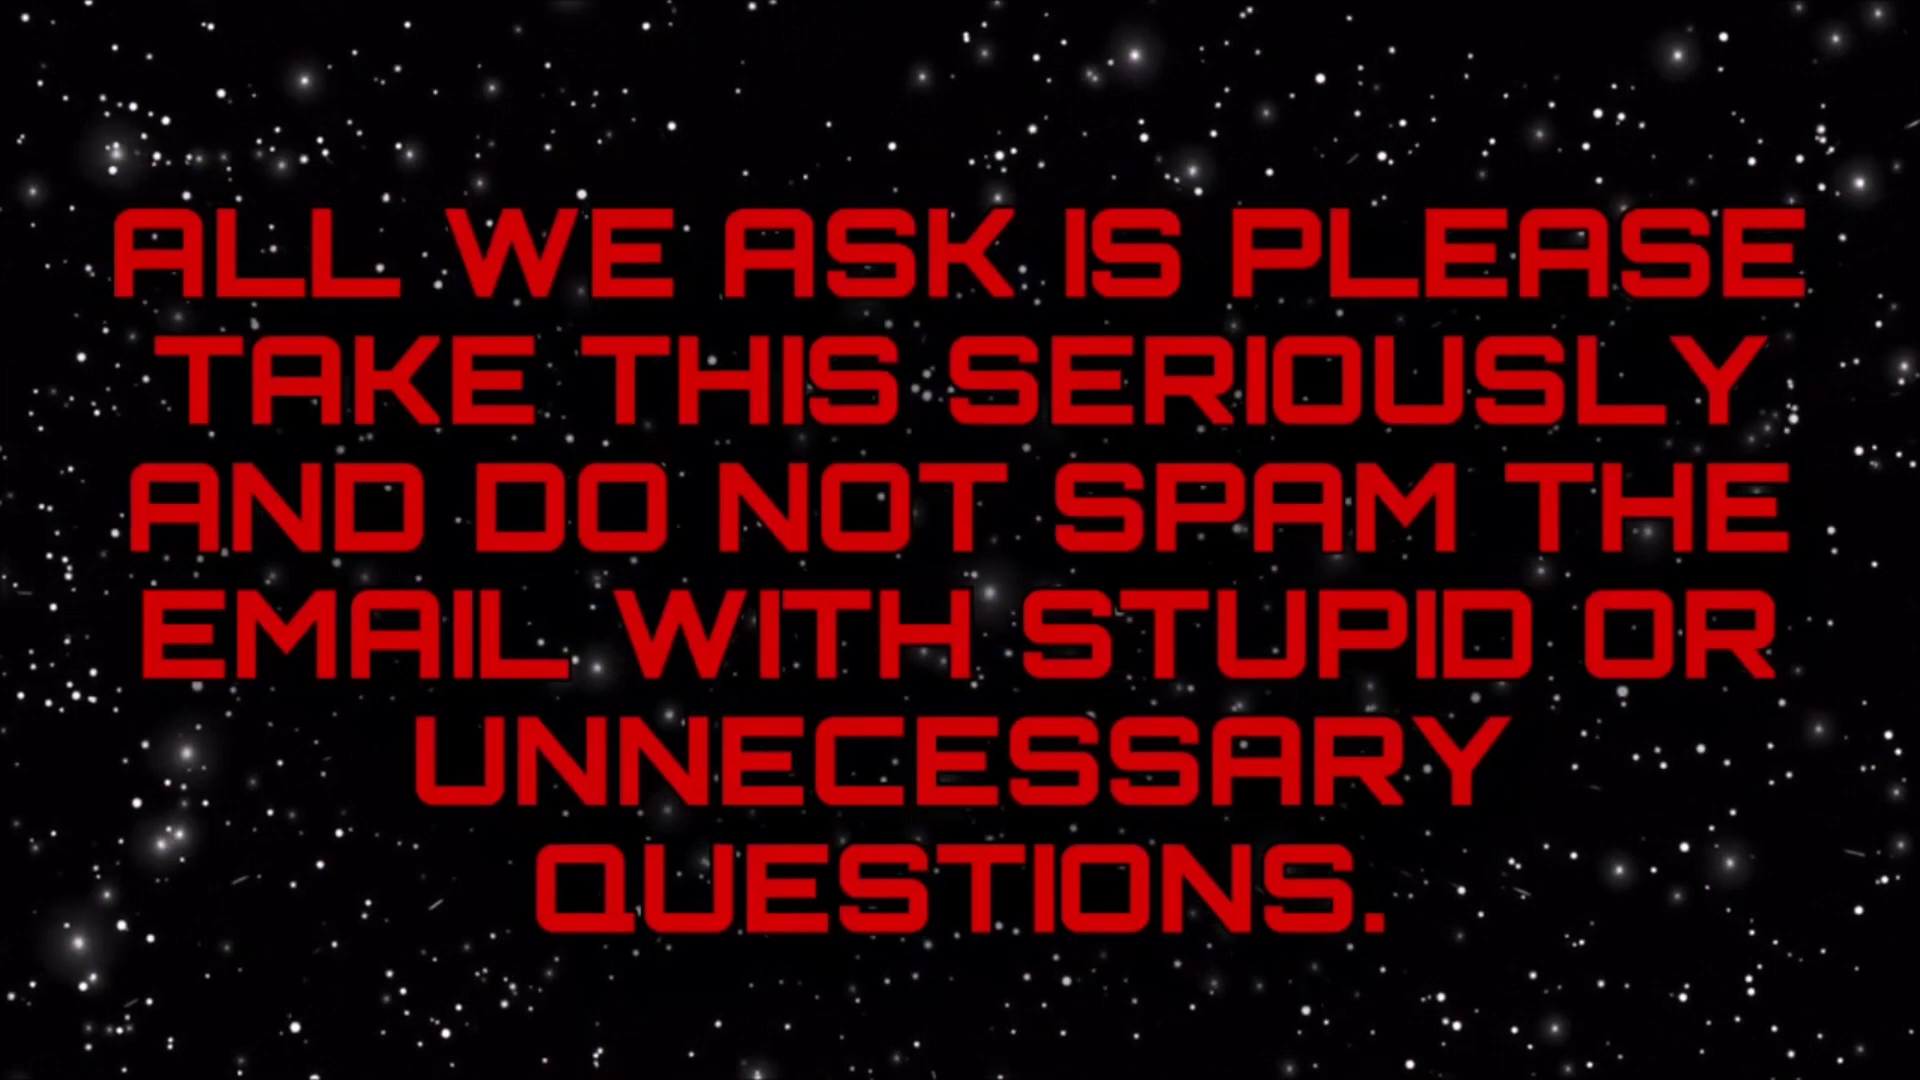 ALL WE ASK IS PLEASE
TAKE THIS SERIOUSLY
AND DO NOT SPAM THE
EMAIL WITH STUPID OR
UNNECESSARY
QUESTIONS.